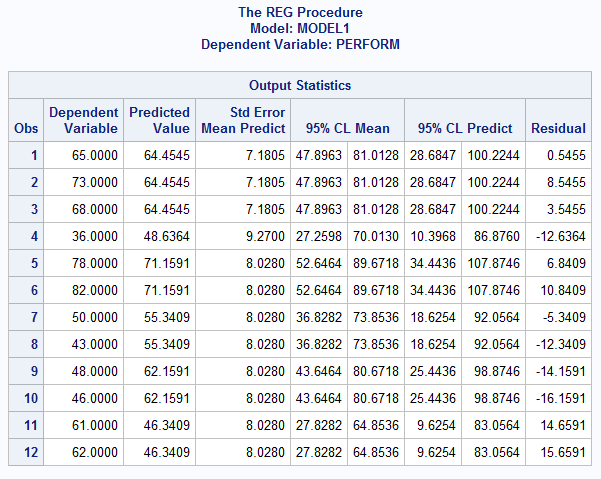 The REG Procedure
Model: MODEL1
Dependent Variable: PERFORM
Output Statistics
Obs Dependent Variable Predicted Value Std Error Mean Predict 95% CL Mean 95% CL Predict Residual
1 65.0000 64.4545 7.1805 47.8963 81.0128 28.6847 100.2244 0.5455
2 73.0000 64.4545 7.1805 47.8963 81.0128 28.6847 100.2244 8.5455
3 68.0000 64.4545 7.1805 47.8963 81.0128 28.6847 100.2244 3.5455
4 36.0000 48.6364 9.2700 27.2598 70.0130 10.3968 86.8760 -12.6364
5 78.0000 71.1591 8.0280 52.6464 89.6718 34.4436 107.8746 6.8409
6 82.0000 71.1591 8.0280 52.6464 89.6718 34.4436 107.8746 10.8409
7 50.0000 55.3409 8.0280 36.8282 73.8536 18.6254 92.0564 -5.3409
8 43.0000 55.3409 8.0280 36.8282 73.8536 18.6254 92.0564 -12.3409
9 48.0000 62.1591 8.0280 43.6464 80.6718 25.4436 98.8746 -14.1591
10 46.0000 62.1591 8.0280 43.6464 80.6718 25.4436 98.8746 -16.1591
11 61.0000 46.3409 8.0280 27.8282 64.8536 9.6254 83.0564 14.6591
12 62.0000 46.3409 8.0280 27.8282 64.8536 9.6254 83.0564 15.6591